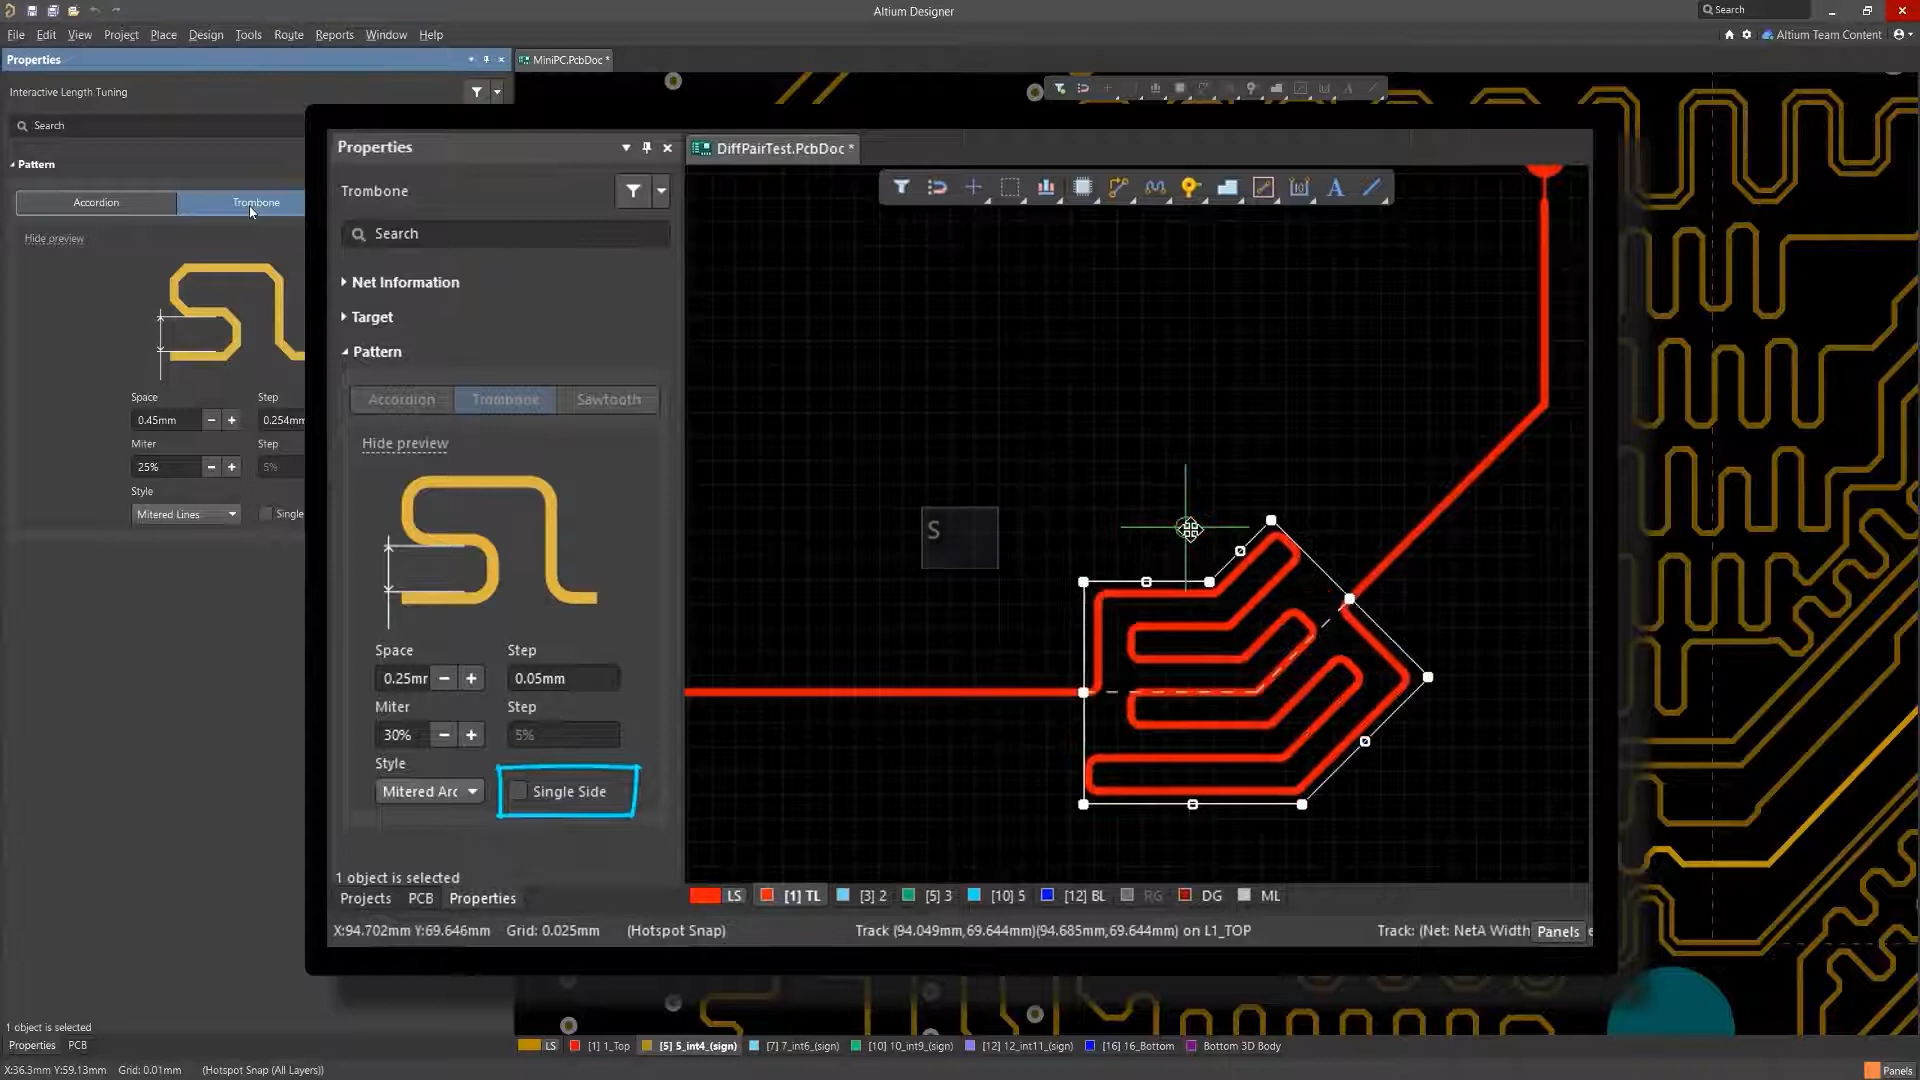 Altium Designer
Search
File Edit View Project Place Design Tools Route Reports Window Help
Altium Team Content
Properties
MiniPC.PcbDoc *
Interactive Length Tuning
Search
Pattern
Accordion
Trombone
Hide preview
Space
Step
0.45mm
0.254mm
Miter
Step
25%
5%
Style
Mitered Lines
Single
1 object is selected
Properties PCB
X:36.3mm Y:59.13mm Grid: 0.01mm (Hotspot Snap (All Layers))
Properties
DiffPairTest.PcbDoc *
Trombone
Search
Net Information
Target
Pattern
Accordion
Trombone
Sawtooth
Hide preview
Space
Step
0.25mr
0.05mm
Miter
Step
30%
5%
Style
Mitered Arc
Single Side
S
1 object is selected
Projects PCB Properties
LS [1] TL [3] 2 [5] 3 [10] 5 [12] BL RG DG ML
X:94.702mm Y:69.646mm Grid: 0.025mm (Hotspot Snap) Track (94.049mm,69.644mm)(94.685mm,69.644mm) on L1_TOP Track: (Net: NetA Width Panels
LS [1] 1_Top [5] 5_int4_(sign) [7] 7_int6_(sign) [10] 10_int9_(sign) [12] 12_int11_(sign) [16] 16_Bottom Bottom 3D Body
Panels